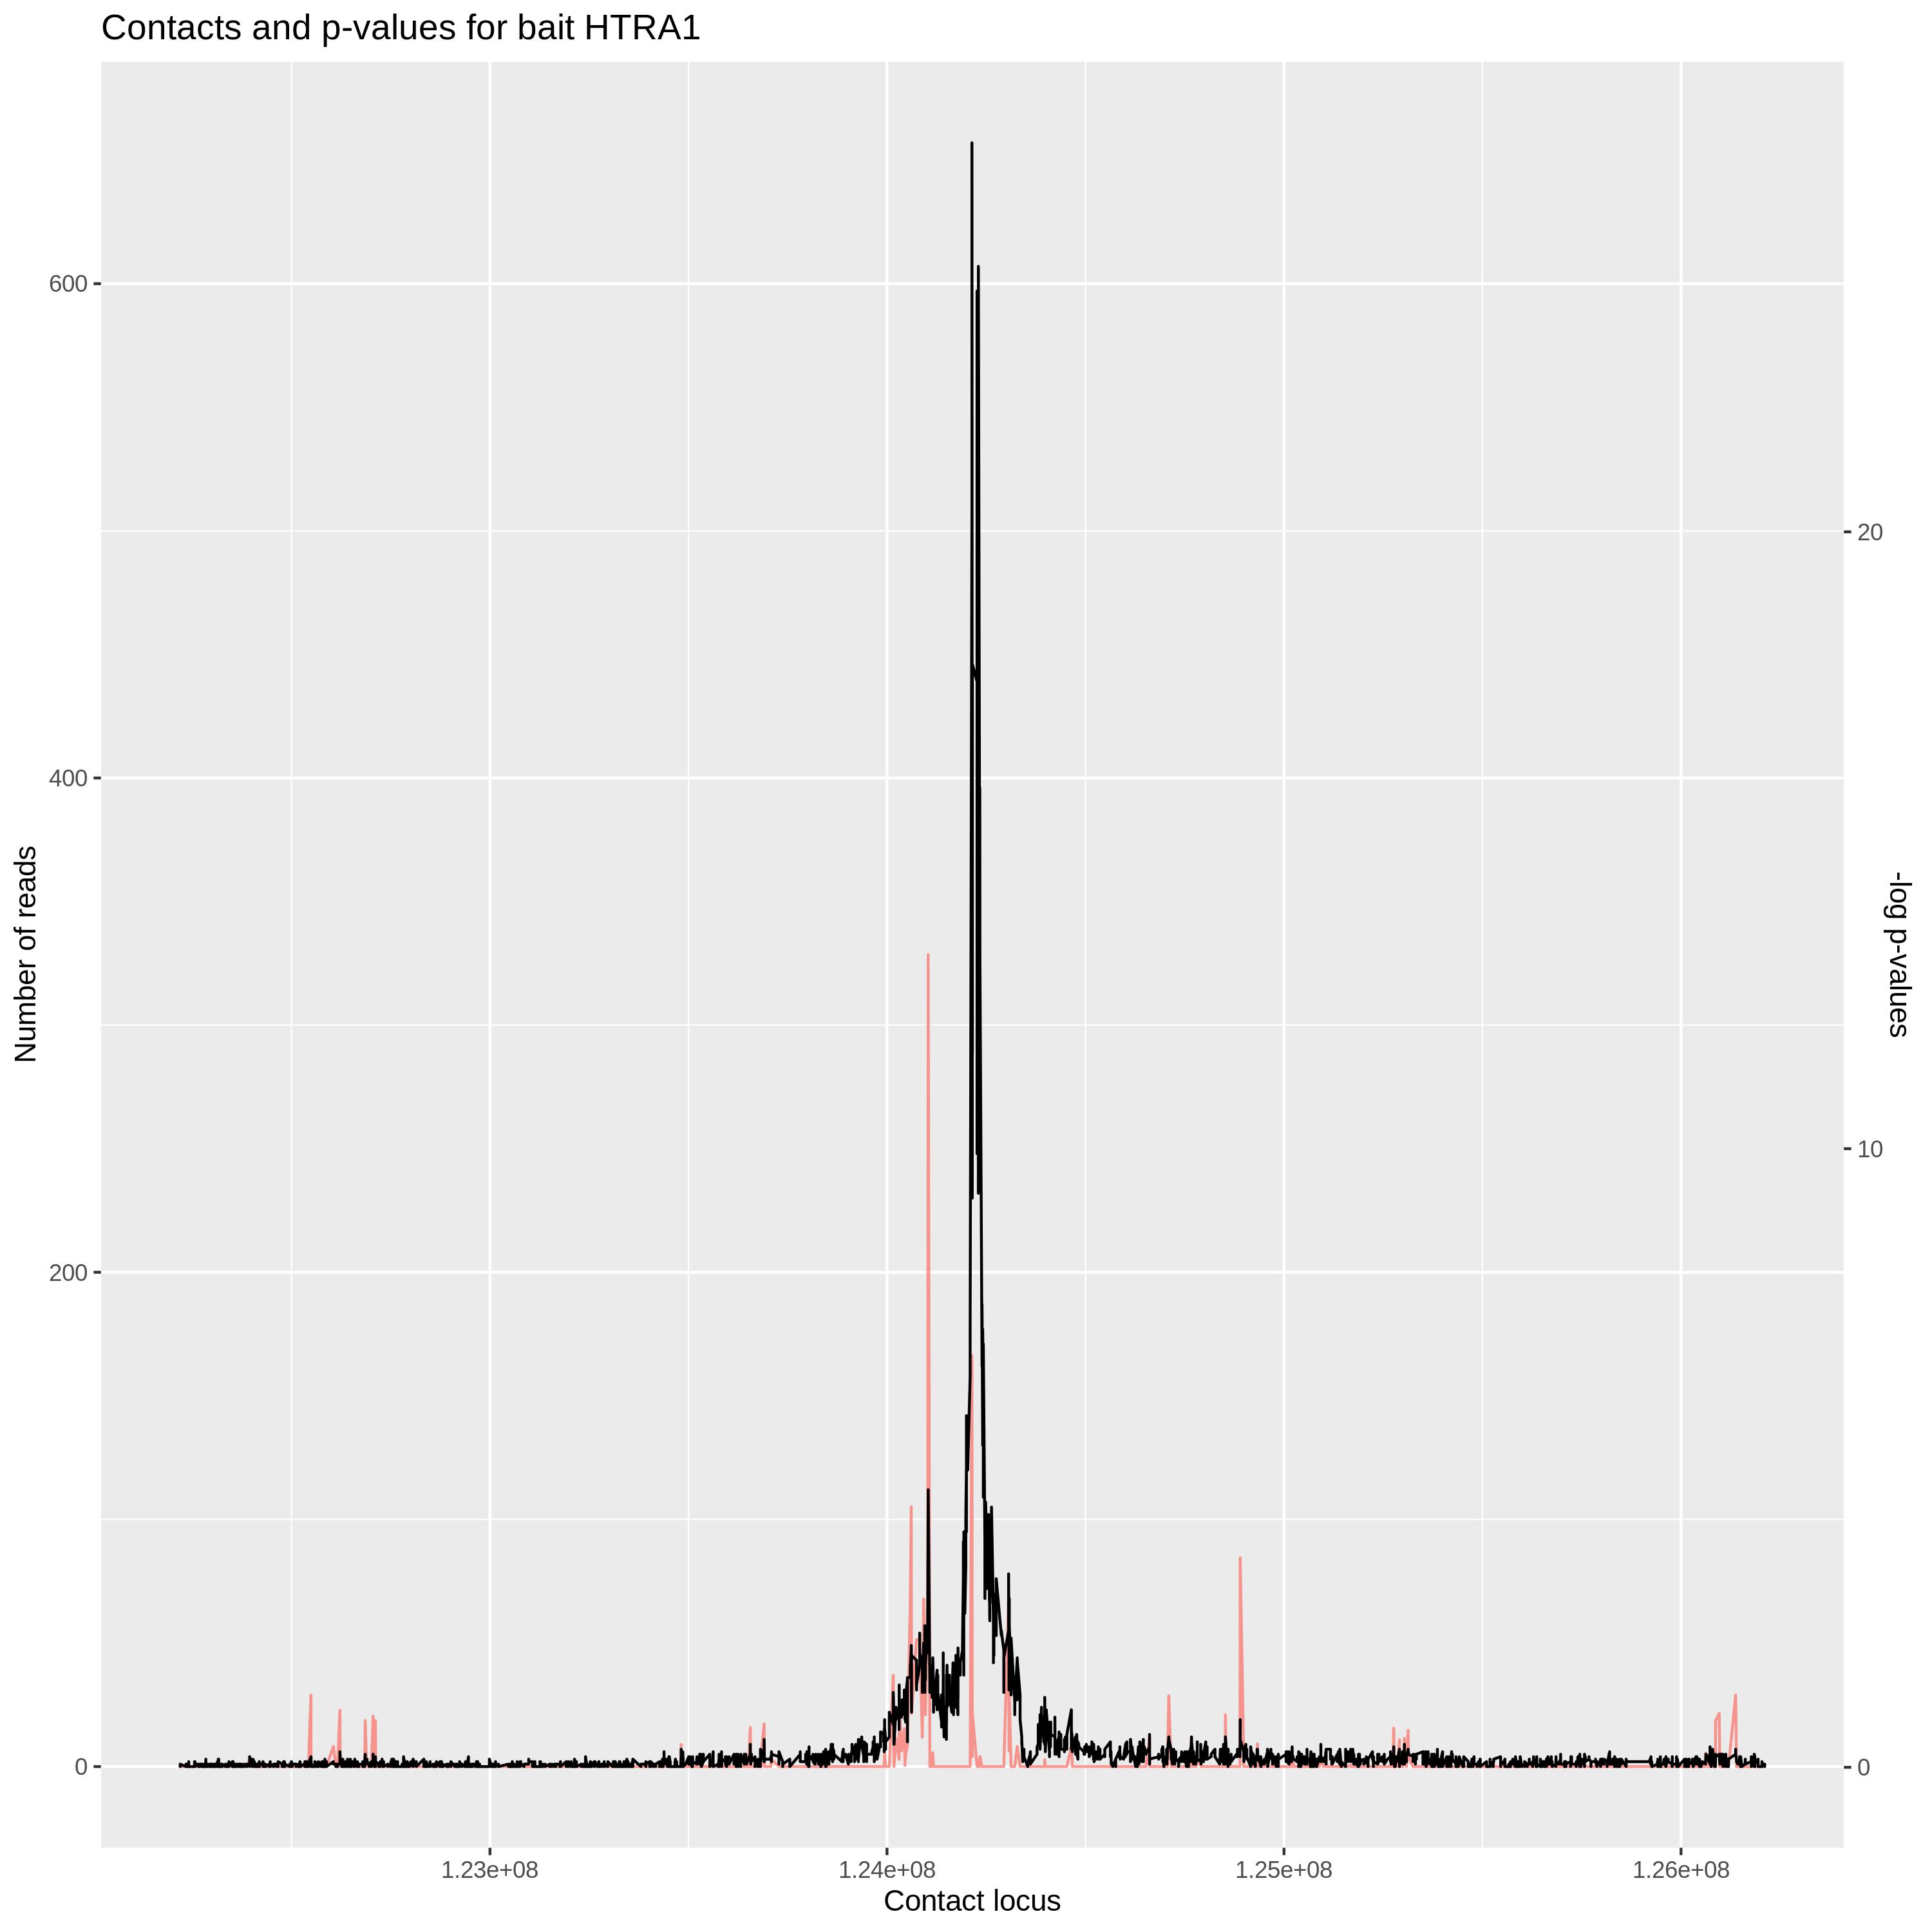 Contacts and p-values for bait HTRA1
600
400
200
0
Number of reads
20
10
0
-log p-values
1.23e+08 1.24e+08 1.25e+08 1.26e+08
Contact locus